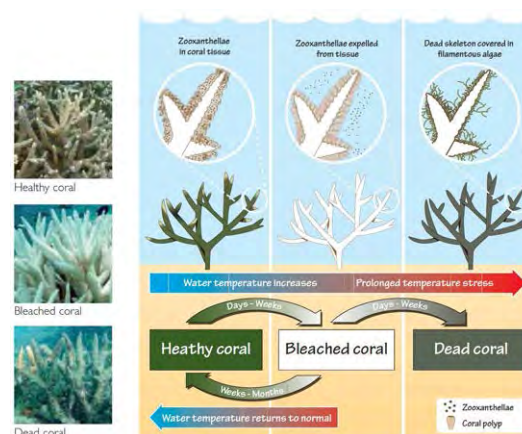 Healthy coral
Bleached coral
Dead coral
Zooxanthellae
in coral tissue
Zooxanthellae expelled
from tissue
Dead skeleton covered in
filamentous algae
Water temperature increases
Prolonged temperature stress
Days - Weeks
Days - Weeks
Heathy coral
Bleached coral
Dead coral
Weeks - Months
Water temperature returns to normal
Zooxanthellae
Coral polyp